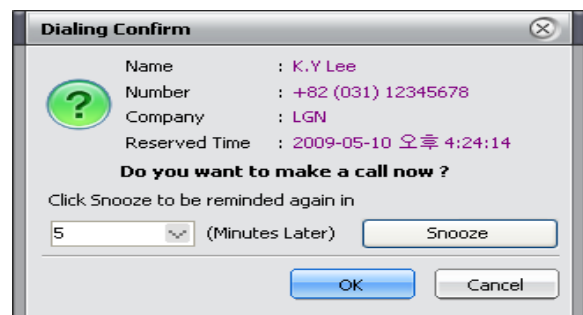 Dialing Confirm
?
Name : K.Y Lee
Number : +82 (031) 12345678
Company : LGN
Reserved Time : 2009-05-10 오후 4:24:14
Do you want to make a call now ?
Click Snooze to be reminded again in
5 (Minutes Later) Snooze
OK Cancel